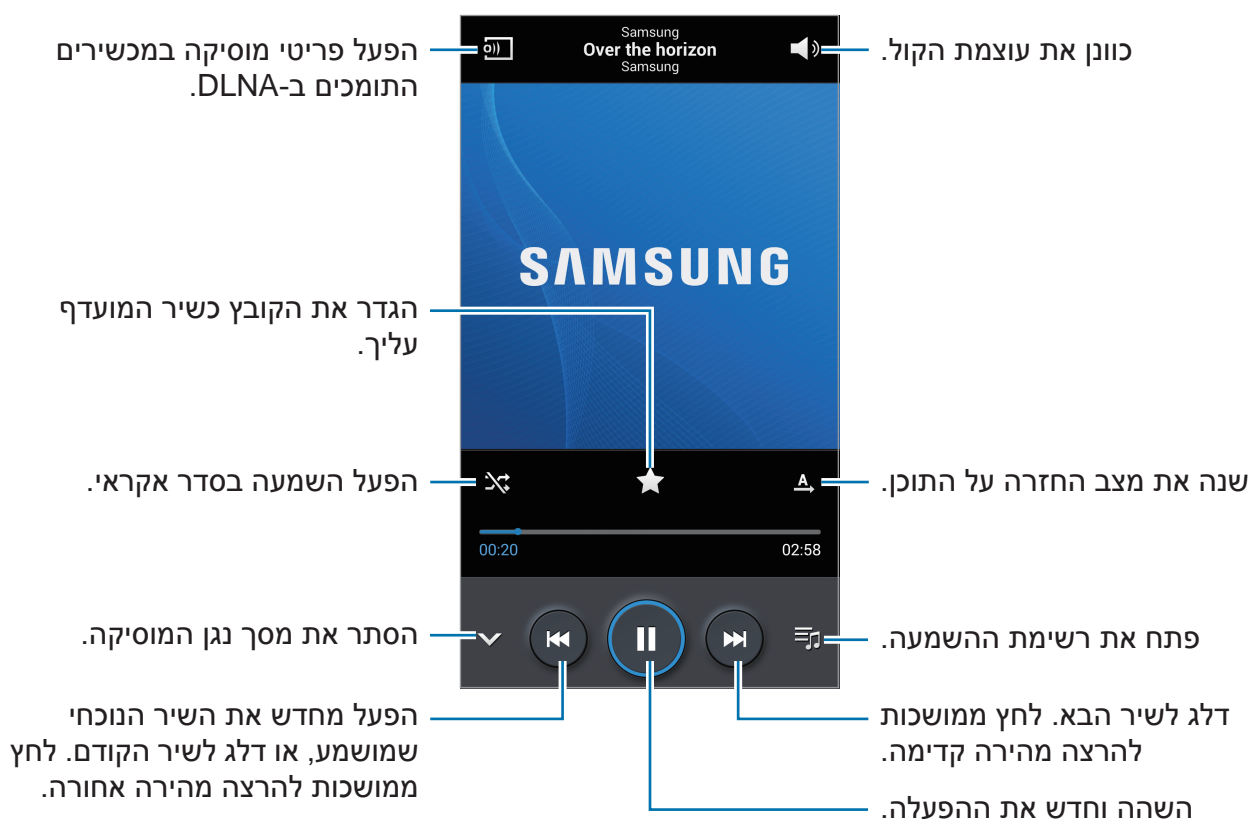 Samsung
Over the horizon
Samsung
כוונן את עוצמת הקול.
הפעל פריטי מוסיקה במכשירים
התומכים ב-DLNA.
SAMSUNG
הגדר את הקובץ כשיר המועדף
עליך.
שנה את מצב החזרה על התוכן.
A
הפעל השמעה בסדר אקראי.
00:20
02:58
פתח את רשימת ההשמעה.
הסתר את מסך נגן המוסיקה.
דלג לשיר הבא. לחץ ממושכות
להרצה מהירה קדימה.
הפעל מחדש את השיר הנוכחי
שמושמע, או דלג לשיר הקודם. לחץ
ממושכות להרצה מהירה אחורה.
השהה וחדש את ההפעלה.